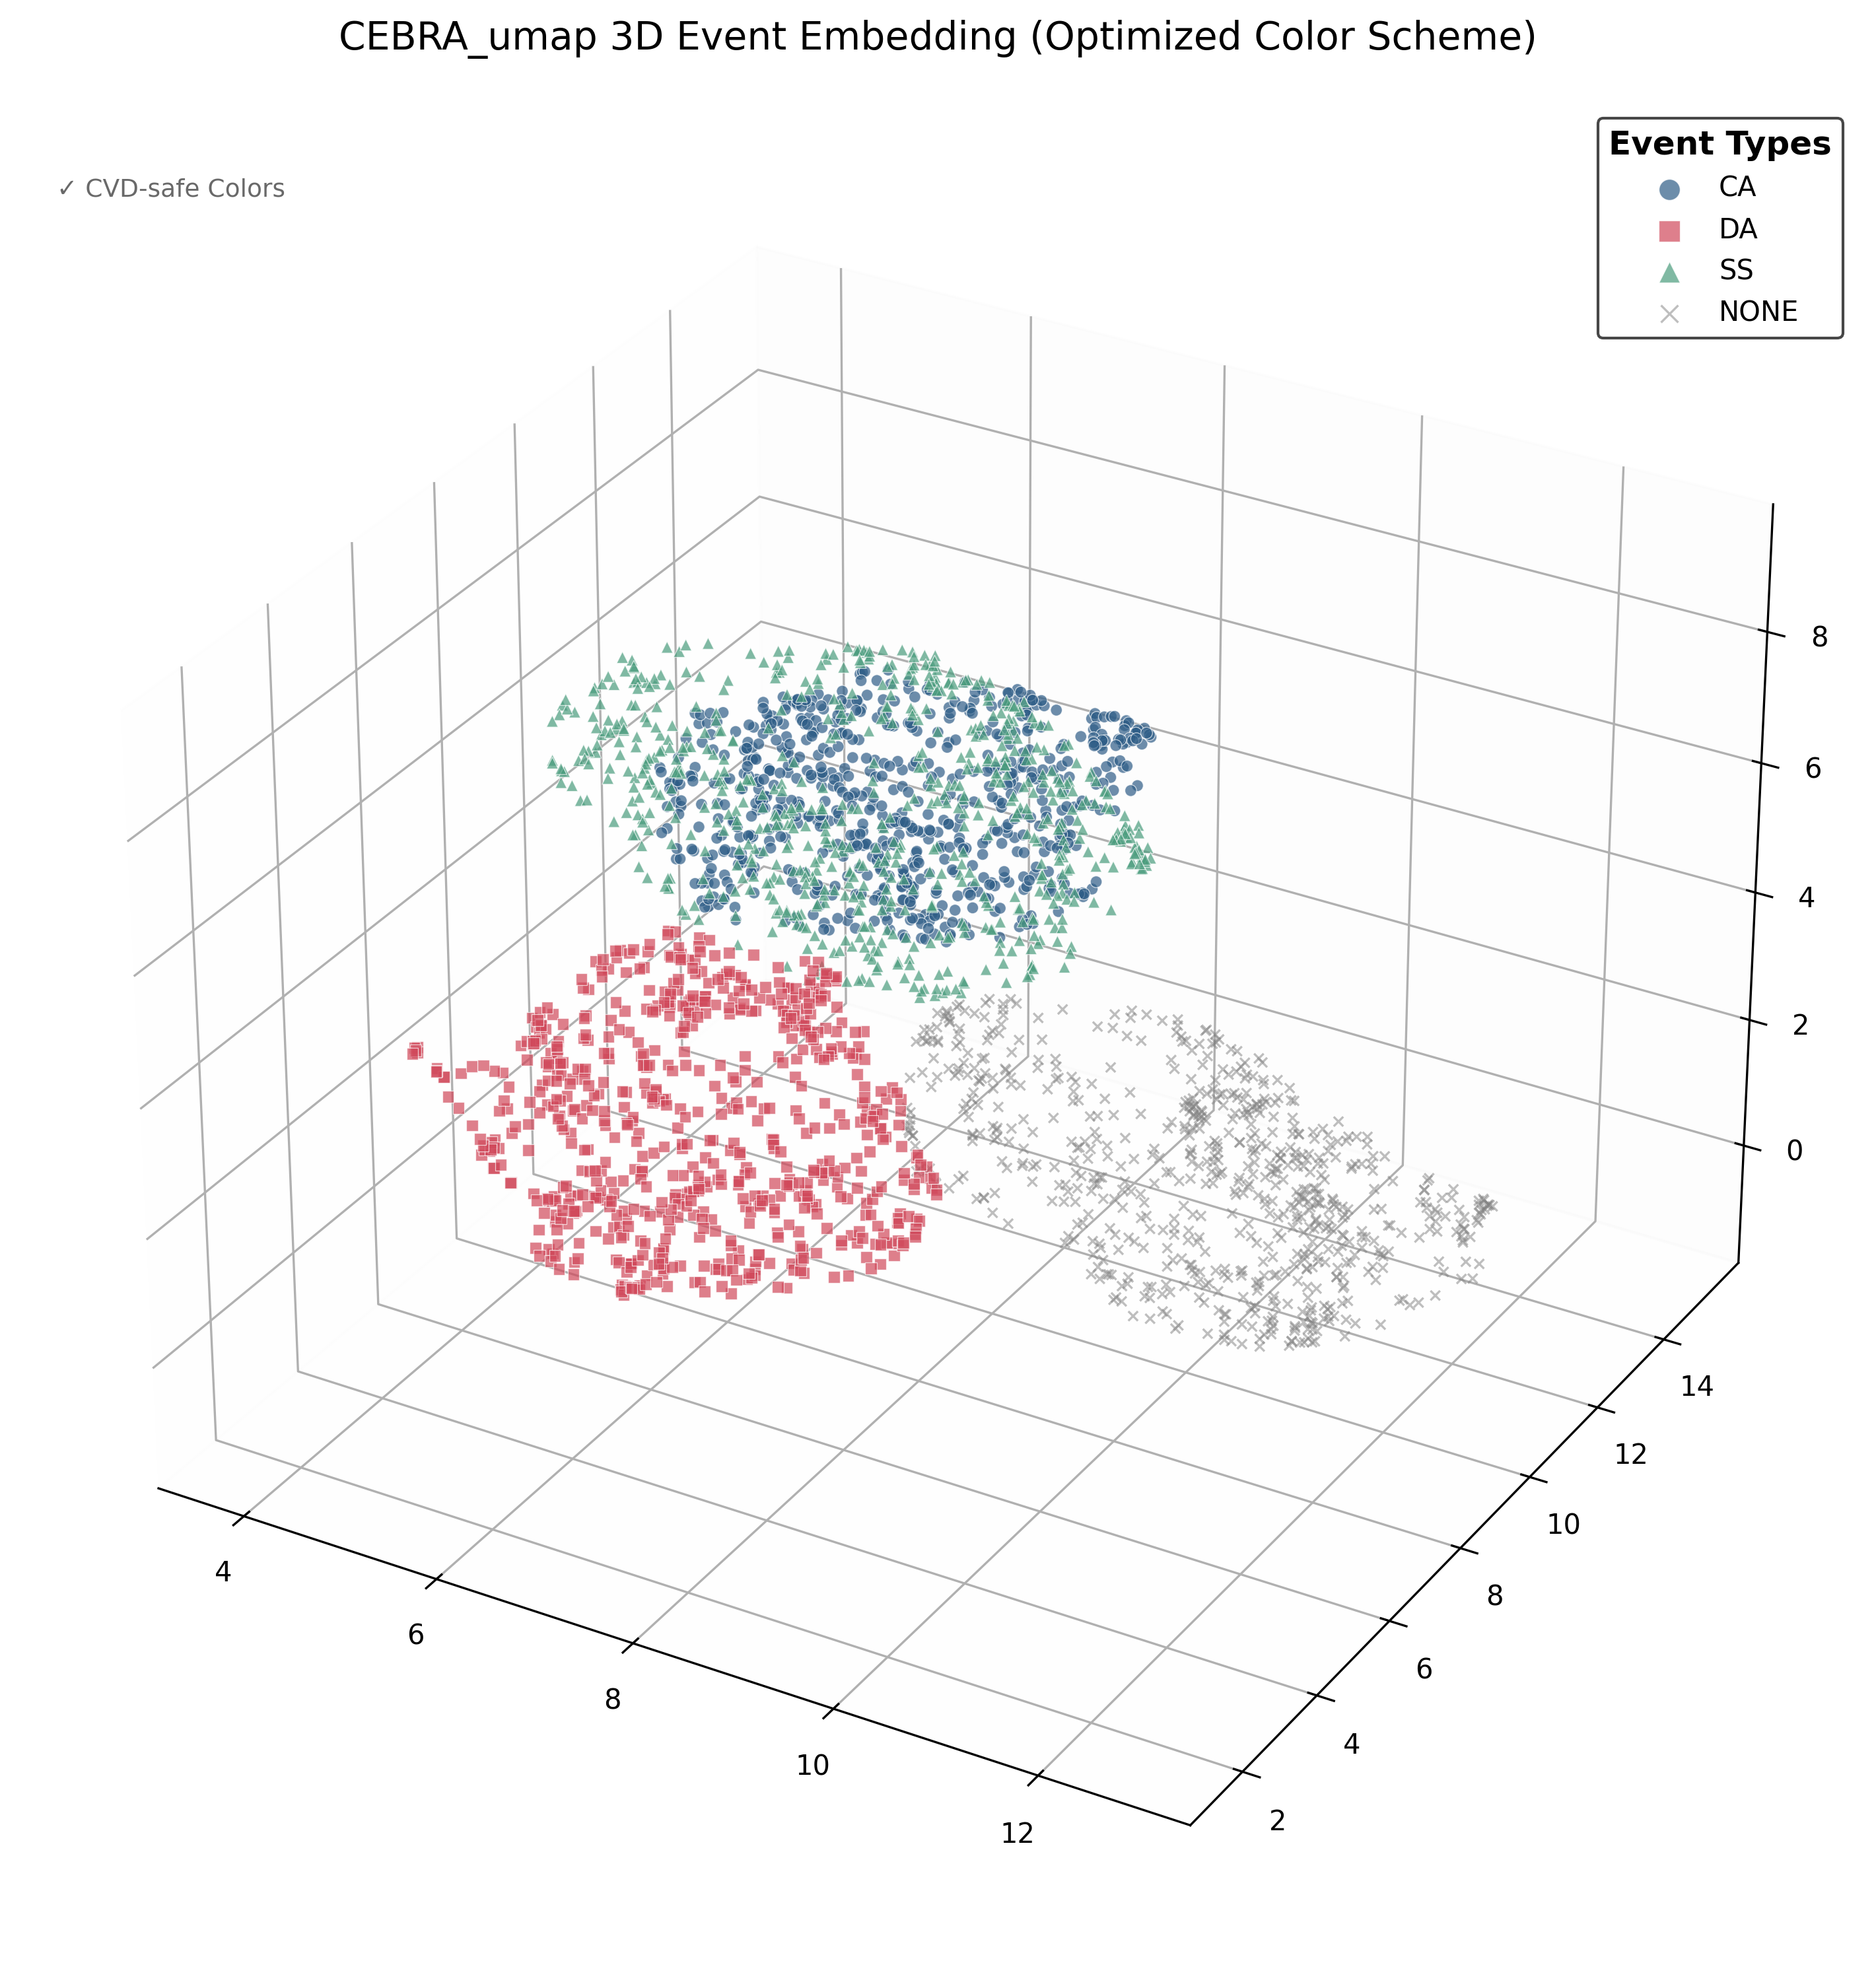 CEBRA_umap 3D Event Embedding (Optimized Color Scheme)
✓ CVD-safe Colors
Event Types
CA
DA
SS
NONE
8
6
4
2
0
14
12
10
8
6
4
2
4
6
8
10
12